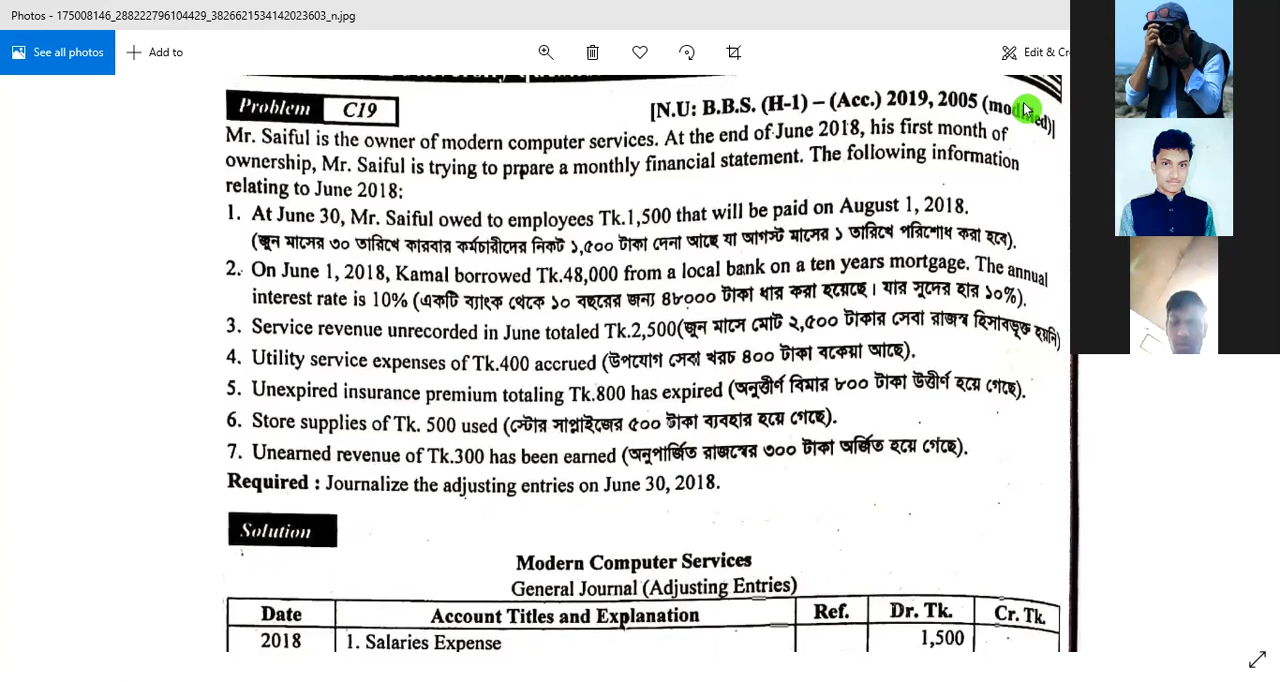 Photos - 175008146_288222796104429_3826621534142023603_n.jpg
See all photos
Add to
Edit & Cr
Problem C19
[N.U: B.B.S. (H-1) – (Acc.) 2019, 2005 (modified)]
Mr. Saiful is the owner of modern computer services. At the end of June 2018, his first month of
ownership, Mr. Saiful is trying to prpare a monthly financial statement. The following information
relating to June 2018:
1. At June 30, Mr. Saiful owed to employees Tk.1,500 that will be paid on August 1, 2018.
(জুন মাসের ৩০ তারিখে কারবার কর্মচারীদের নিকট ১,৫০০ টাকা দেনা আছে যা আগস্ট মাসের ১ তারিখে পরিশোধ করা হবে).
2. On June 1, 2018, Kamal borrowed Tk.48,000 from a local bank on a ten years mortgage. The annual
interest rate is 10% (একটি ব্যাংক থেকে ১০ বছরের জন্য ৪৮০০০ টাকা ধার করা হয়েছে। যার সুদের হার ১০%).
3. Service revenue unrecorded in June totaled Tk.2,500(জুন মাসে মোট ২,৫০০ টাকার সেবা রাজস্ব হিসাবভূক্ত হয়নি)
4. Utility service expenses of Tk.400 accrued (উপযোগ সেবা খরচ ৪০০ টাকা বকেয়া আছে).
5. Unexpired insurance premium totaling Tk.800 has expired (অনুত্তীর্ণ বিমার ৮০০ টাকা উত্তীর্ণ হয়ে গেছে).
6. Store supplies of Tk. 500 used (স্টোর সাপ্লাইজের ৫০০ টাকা ব্যবহার হয়ে গেছে).
7. Unearned revenue of Tk.300 has been earned (অনুপার্জিত রাজস্বের ৩০০ টাকা অর্জিত হয়ে গেছে).
Required : Journalize the adjusting entries on June 30, 2018.
Solution
Modern Computer Services
General Journal (Adjusting Entries)
Date Account Titles and Explanation Ref. Dr. Tk. Cr. Tk.
2018 1. Salaries Expense 1,500